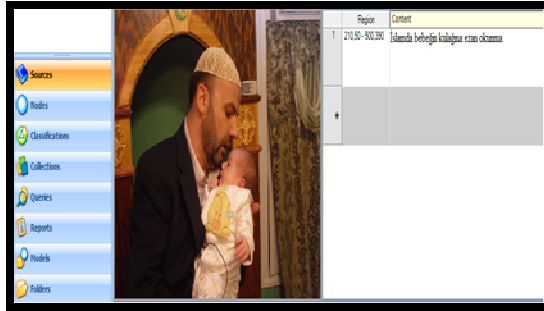 Sources
Nodes
Classifications
Collections
Queries
Reports
Models
Folders
Region Content
1 210,50 - 500,390 İslamda bebeğin kulağına ezan okunma